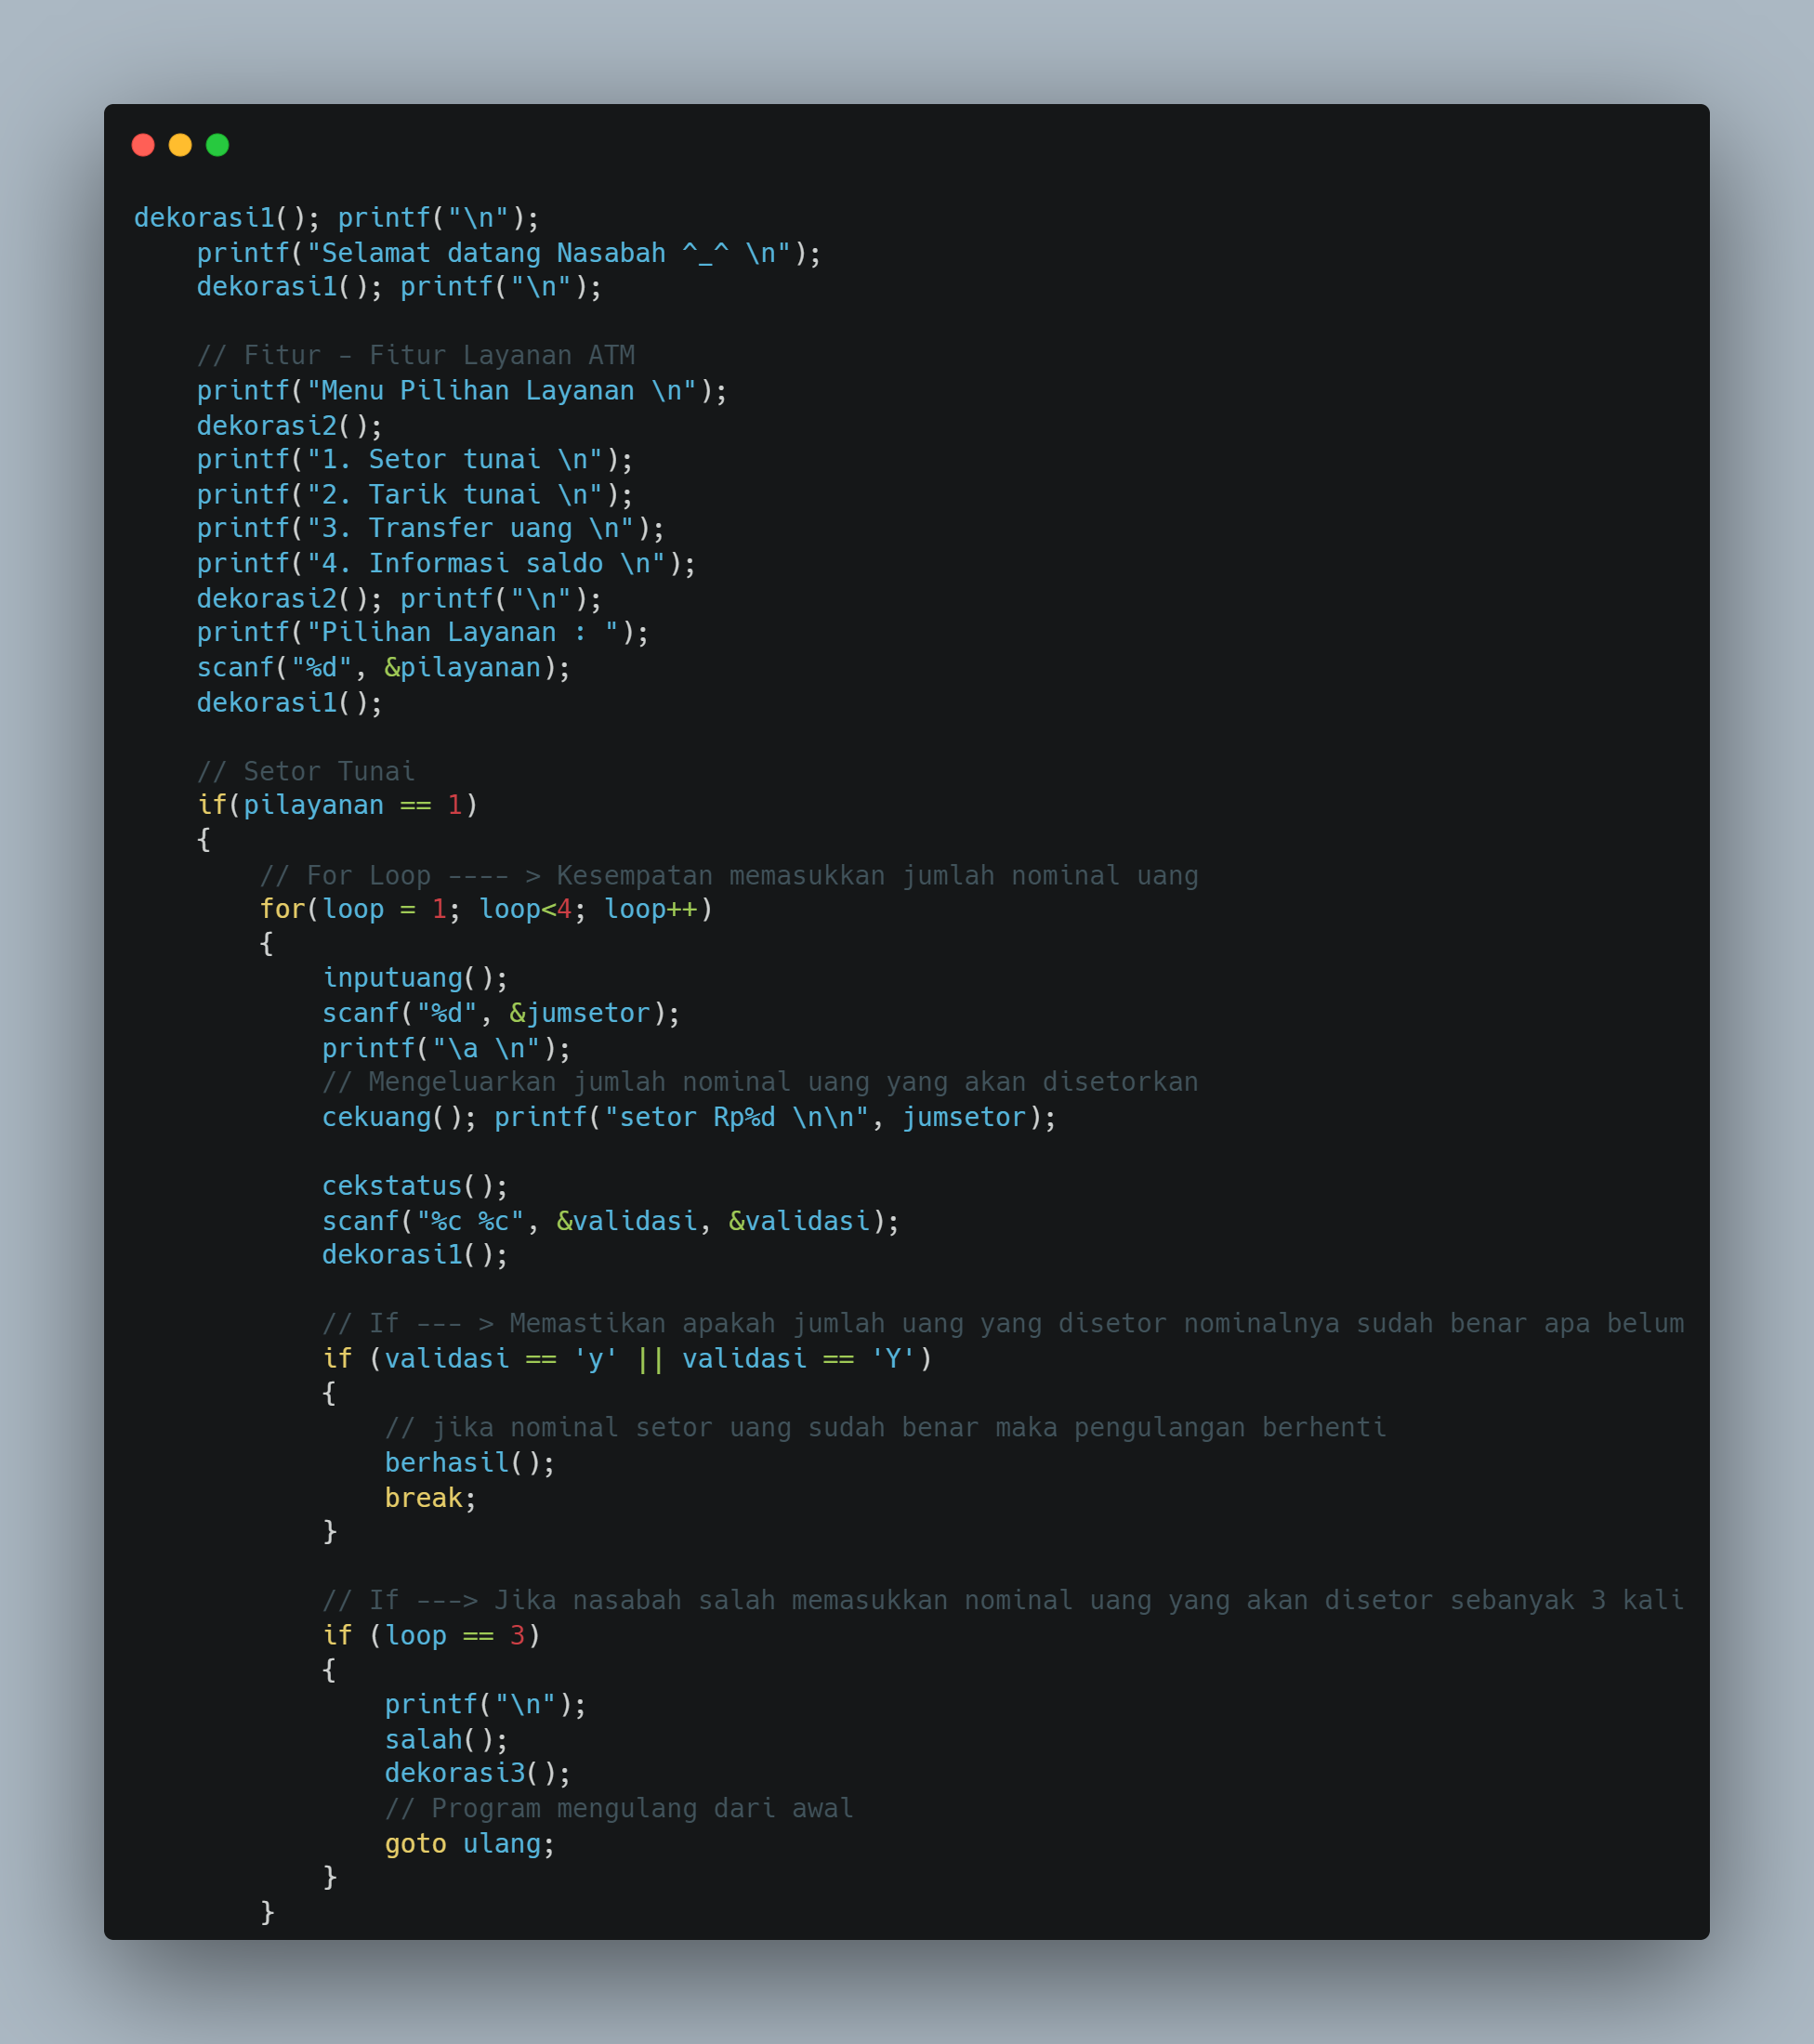 dekorasi1(); printf("\n");
    printf("Selamat datang Nasabah ^_^ \n");
    dekorasi1(); printf("\n");

    // Fitur - Fitur Layanan ATM
    printf("Menu Pilihan Layanan \n");
    dekorasi2();
    printf("1. Setor tunai \n");
    printf("2. Tarik tunai \n");
    printf("3. Transfer uang \n");
    printf("4. Informasi saldo \n");
    dekorasi2(); printf("\n");
    printf("Pilihan Layanan : ");
    scanf("%d", &pilayanan);
    dekorasi1();

    // Setor Tunai
    if(pilayanan == 1)
    {
        // For Loop ---- > Kesempatan memasukkan jumlah nominal uang
        for(loop = 1; loop<4; loop++)
        {
            inputuang();
            scanf("%d", &jumsetor);
            printf("\a \n");
            // Mengeluarkan jumlah nominal uang yang akan disetorkan
            cekuang(); printf("setor Rp%d \n\n", jumsetor);

            cekstatus();
            scanf("%c %c", &validasi, &validasi);
            dekorasi1();

            // If --- > Memastikan apakah jumlah uang yang disetor nominalnya sudah benar apa belum
            if (validasi == 'y' || validasi == 'Y')
            {
                // jika nominal setor uang sudah benar maka pengulangan berhenti
                berhasil();
                break;
            }

            // If ---> Jika nasabah salah memasukkan nominal uang yang akan disetor sebanyak 3 kali
            if (loop == 3)
            {
                printf("\n");
                salah();
                dekorasi3();
                // Program mengulang dari awal
                goto ulang;
            }
        }